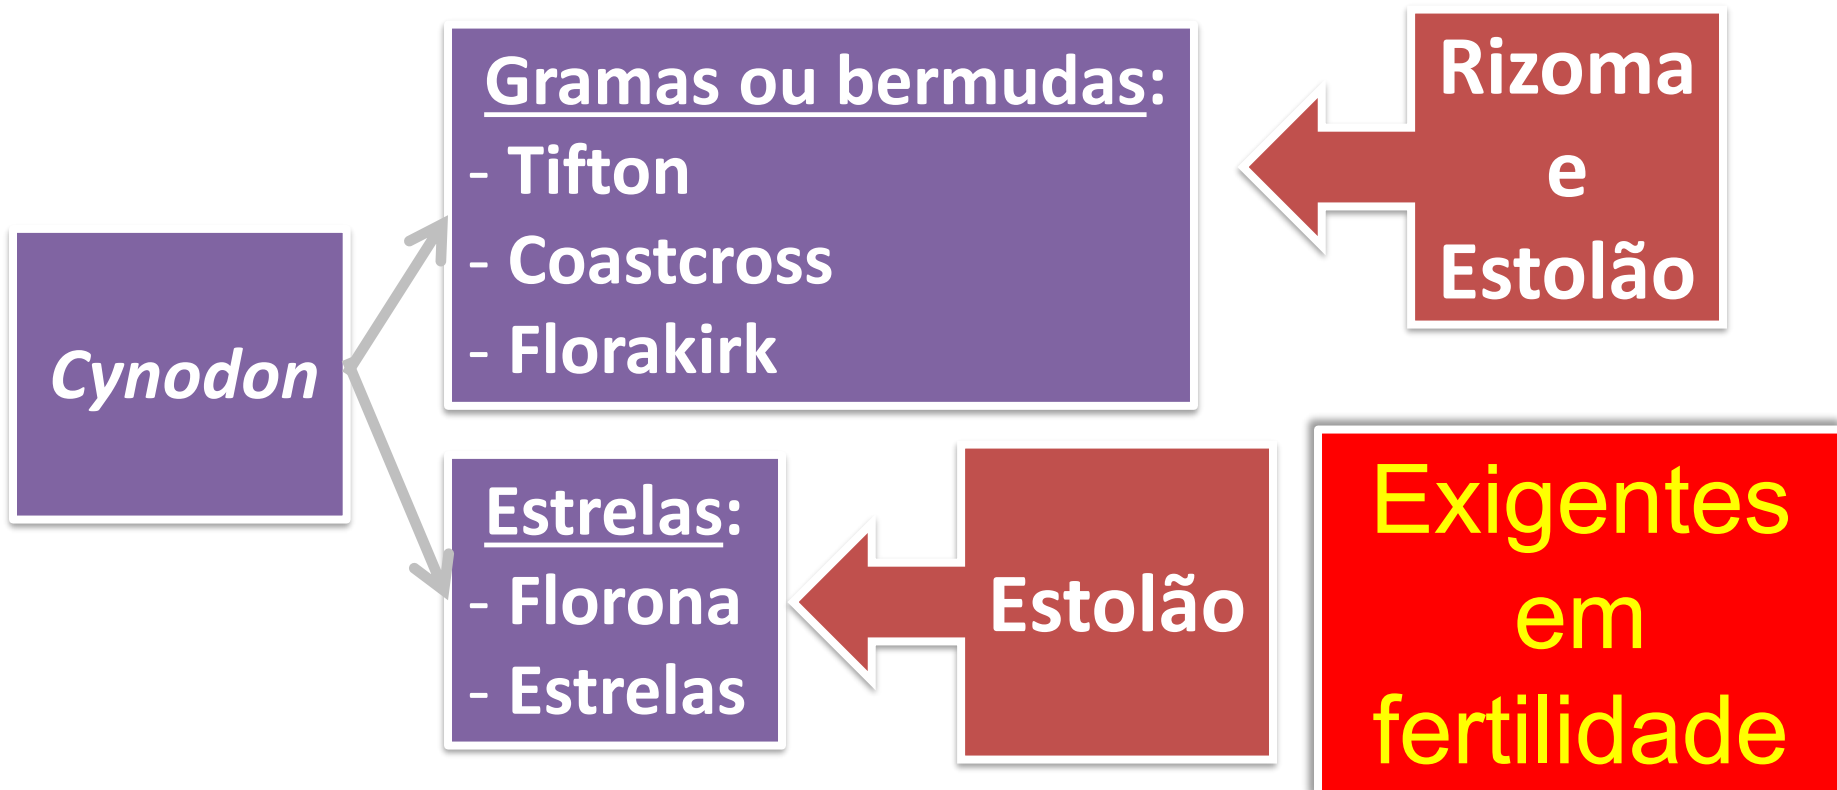 Cynodon
Gramas ou bermudas:
- Tifton
- Coastcross
- Florakirk
Rizoma
e
Estolão
Estrelas:
- Florona
- Estrelas
Estolão
Exigentes
em
fertilidade